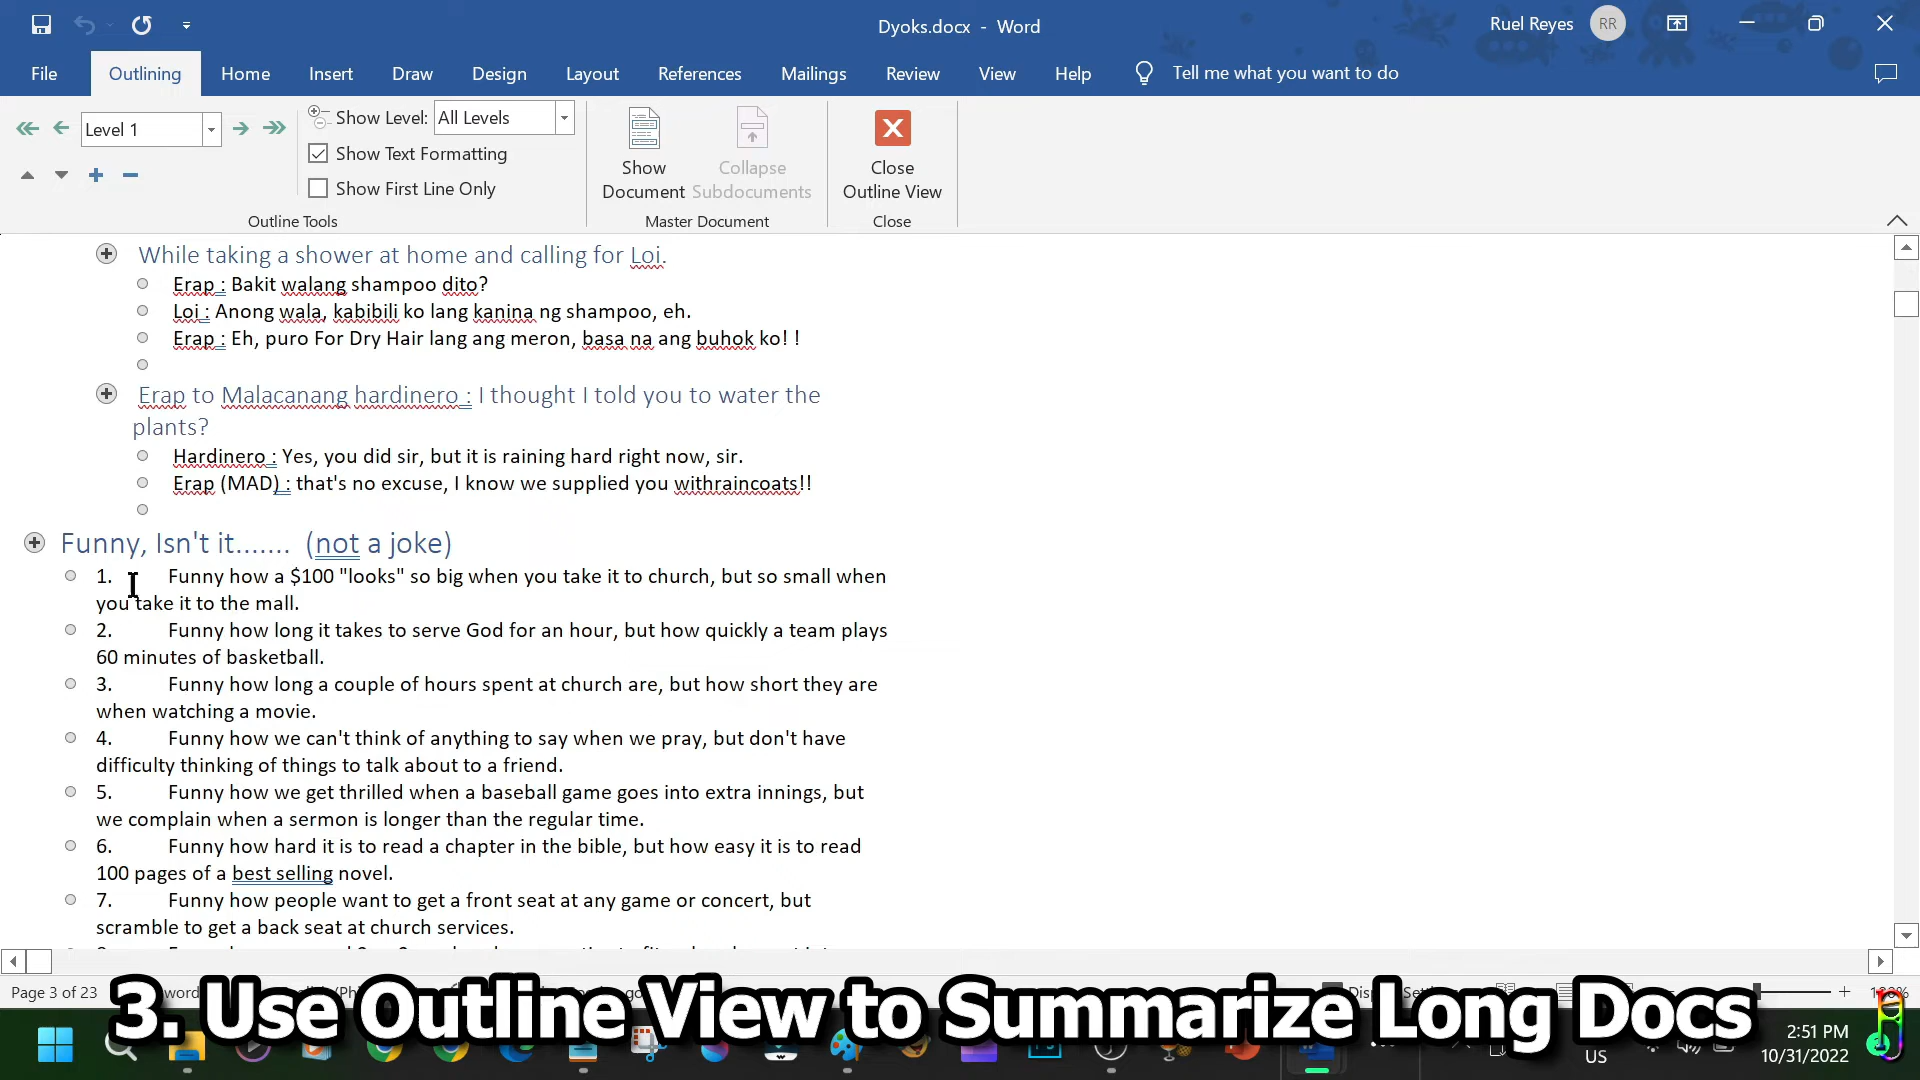 Dyoks.docx - Word
Ruel Reyes RR
File Outlining Home Insert Draw Design Layout References Mailings Review View Help Tell me what you want to do
Level 1
Show Level: All Levels
Show Text Formatting
Show First Line Only
Outline Tools
Show Document
Collapse Subdocuments
Master Document
Close Outline View
Close
While taking a shower at home and calling for Loi.
Erap : Bakit walang shampoo dito?
Loi : Anong wala, kabibili ko lang kanina ng shampoo, eh.
Erap : Eh, puro For Dry Hair lang ang meron, basa na ang buhok ko! !
Erap to Malacanang hardinero : I thought I told you to water the
plants?
Hardinero : Yes, you did sir, but it is raining hard right now, sir.
Erap (MAD) : that's no excuse, I know we supplied you withraincoats!!
Funny, Isn't it....... (not a joke)
1. Funny how a $100 "looks" so big when you take it to church, but so small when
you take it to the mall.
2. Funny how long it takes to serve God for an hour, but how quickly a team plays
60 minutes of basketball.
3. Funny how long a couple of hours spent at church are, but how short they are
when watching a movie.
4. Funny how we can't think of anything to say when we pray, but don't have
difficulty thinking of things to talk about to a friend.
5. Funny how we get thrilled when a baseball game goes into extra innings, but
we complain when a sermon is longer than the regular time.
6. Funny how hard it is to read a chapter in the bible, but how easy it is to read
100 pages of a best selling novel.
7. Funny how people want to get a front seat at any game or concert, but
scramble to get a back seat at church services.
Page 3 of 23
3. Use Outline View to Summarize Long Docs
US
2:51 PM
10/31/2022